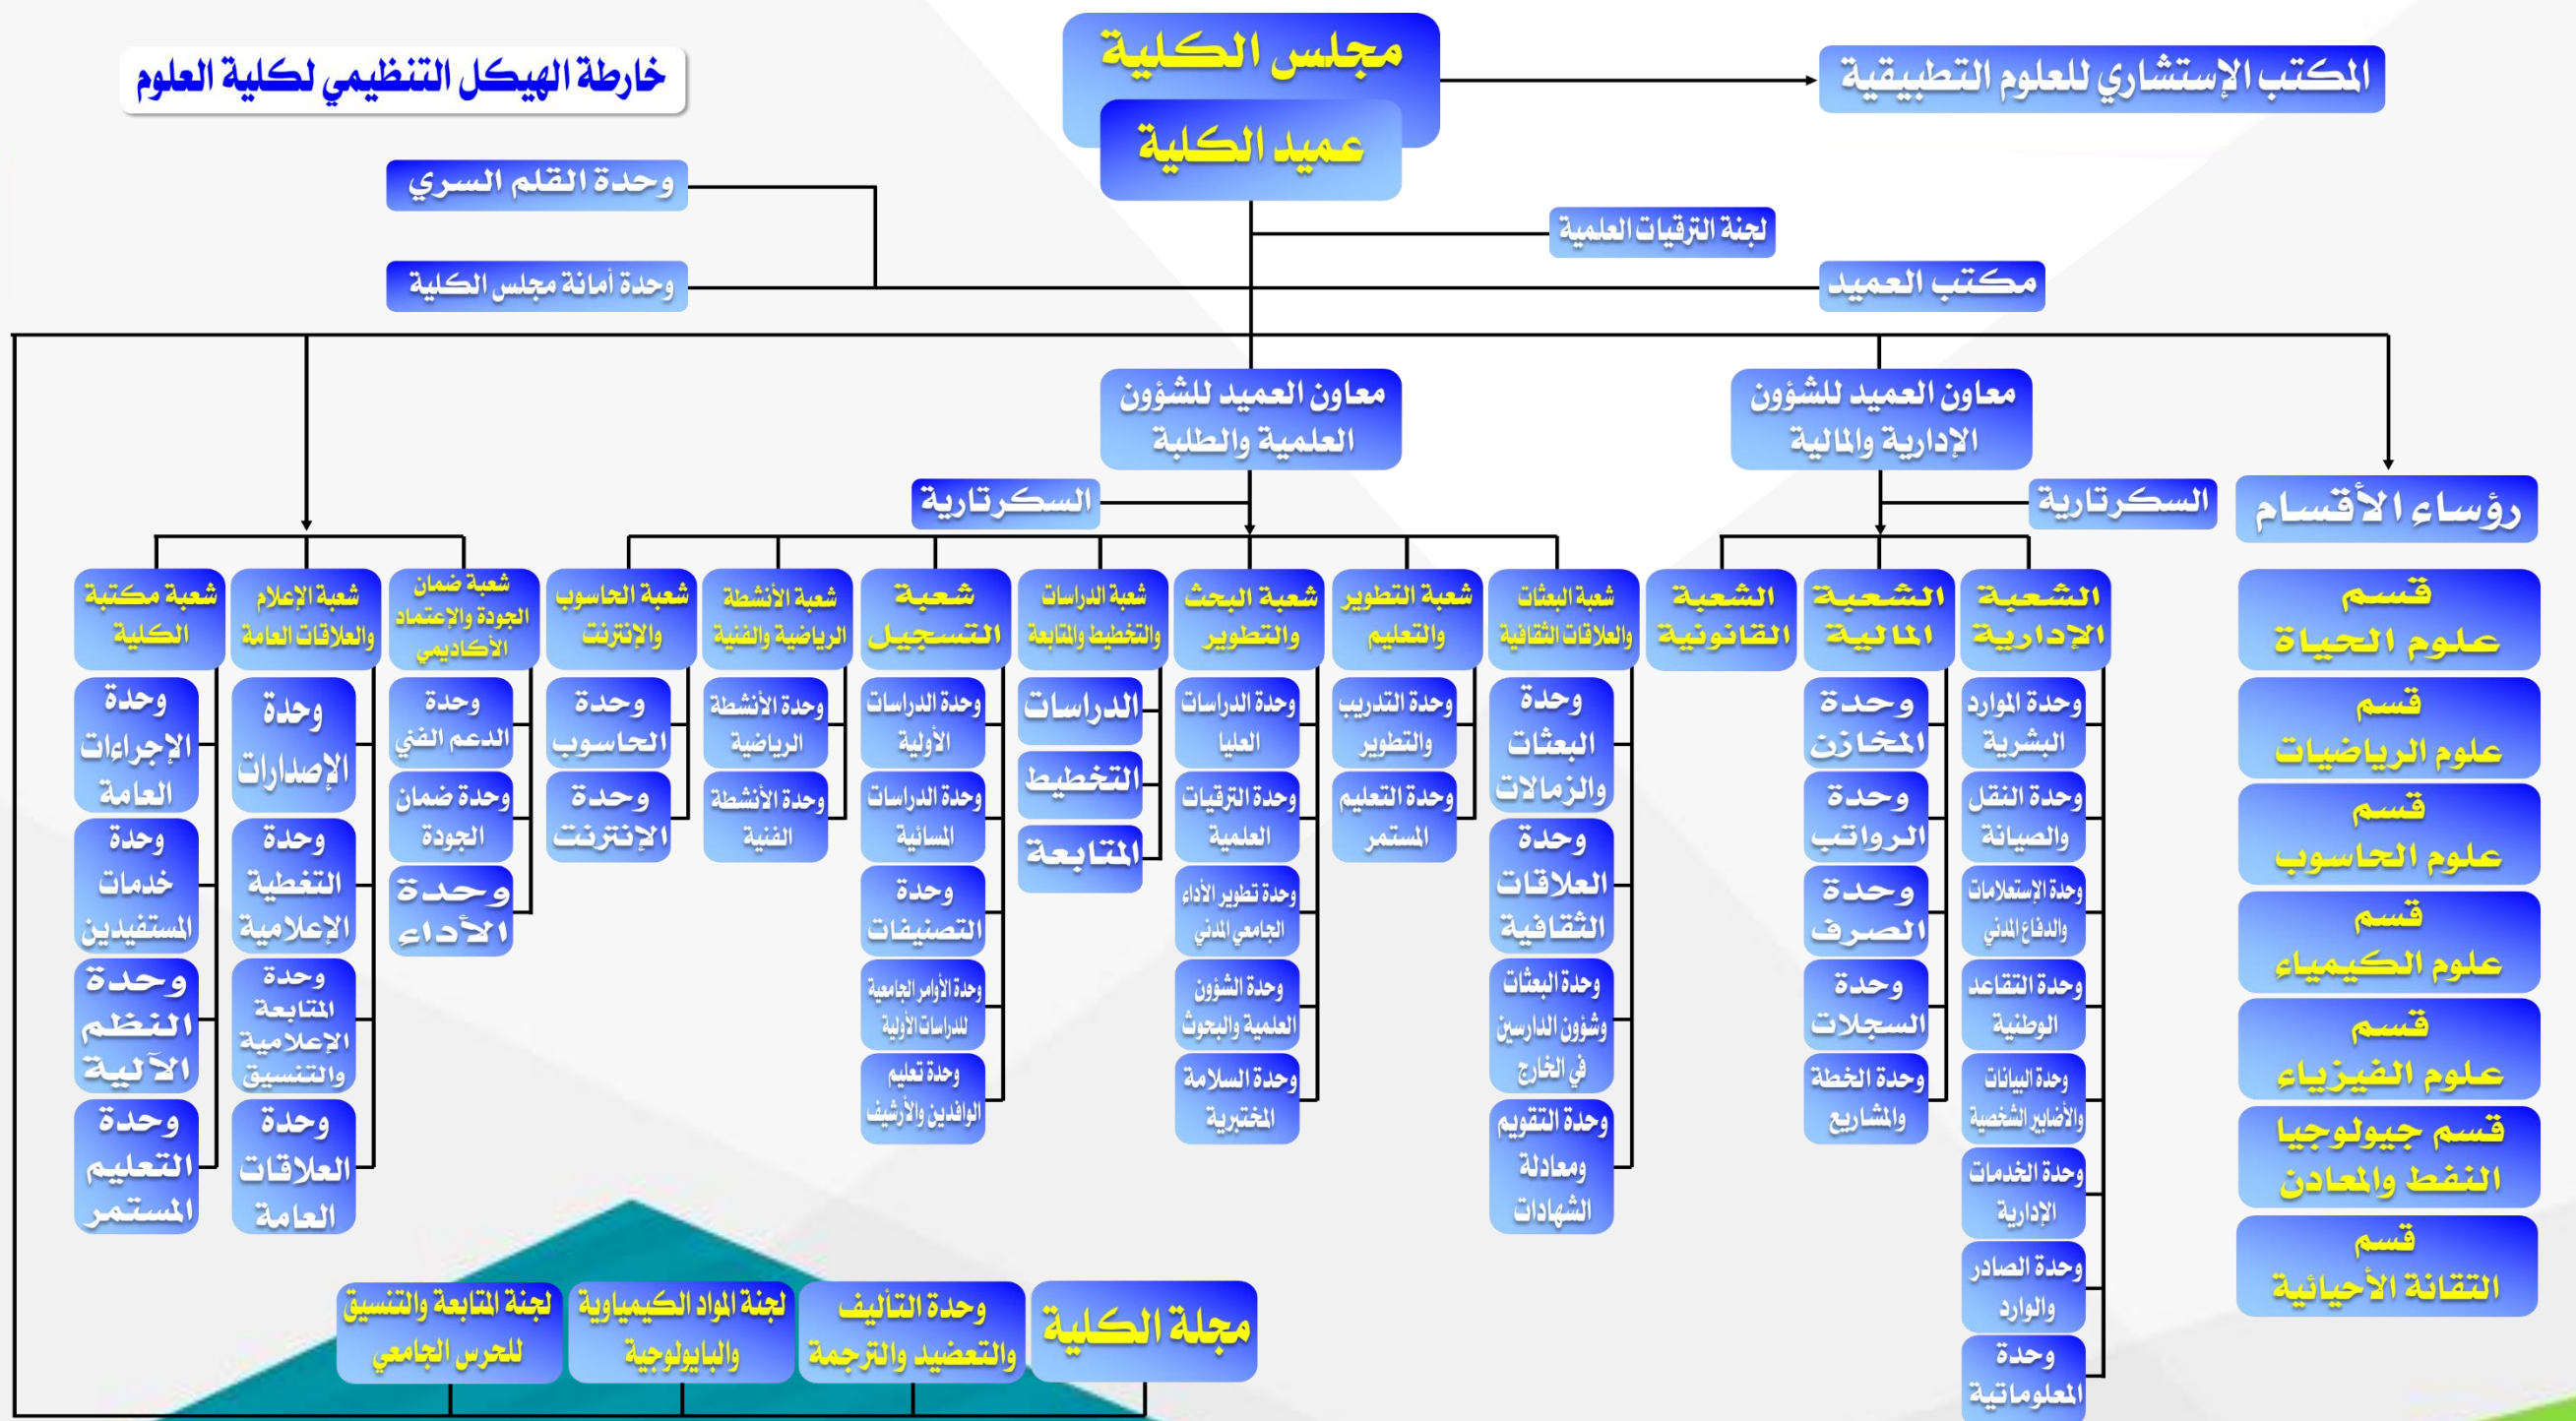 خارطة الهيكل التنظيمي لكلية العلوم
مجلس الكلية
عميد الكلية
المكتب الإستشاري للعلوم التطبيقية
لجنة الترقيات العلمية
مكتب العميد
وحدة القلم السري
وحدة أمانة مجلس الكلية
معاون العميد للشؤون
الإدارية والمالية
معاون العميد للشؤون
العلمية والطلبة
السكرتارية
السكرتارية
رؤساء الأقسام
قسم
علوم الحياة
قسم
علوم الرياضيات
قسم
علوم الحاسوب
قسم
علوم الكيمياء
قسم
علوم الفيزياء
قسم جيولوجيا
النفط والمعادن
قسم
التقانة الأحيائية
الشعبة
الإدارية
وحدة الموارد
البشرية
وحدة النقل
والصيانة
وحدة الإستعلامات
والدفاع المدني
وحدة التقاعد
الوطنية
وحدة البيانات
والأضابير الشخصية
وحدة الخدمات
الإدارية
وحدة الصادر
والوارد
وحدة
المعلوماتية
الشعبة
المالية
وحدة
المخازن
وحدة
الرواتب
وحدة
الصرف
وحدة
السجلات
وحدة الخطة
والمشاريع
الشعبة
القانونية
شعبة البعثات
والعلاقات الثقافية
وحدة
البعثات
والزمالات
وحدة
العلاقات
الثقافية
وحدة البعثات
وشؤون الدارسين
في الخارج
وحدة التقويم
ومعادلة
الشهادات
شعبة التطوير
والتعليم
وحدة التدريب
والتطوير
وحدة التعليم
المستمر
شعبة البحث
والتطوير
وحدة الدراسات
العليا
وحدة الترقيات
العلمية
وحدة تطوير الأداء
الجامعي المدني
وحدة الشؤون
العلمية والبحوث
وحدة السلامة
المختبرية
شعبة الدراسات
والتخطيط والمتابعة
الدراسات
التخطيط
المتابعة
شعبة
التسجيل
وحدة الدراسات
الأولية
وحدة الدراسات
المسائية
وحدة
التصنيفات
وحدة الأوامر الجامعية
للدراسات الأولية
وحدة تعليم
الوافدين والأرشيف
شعبة الأنشطة
الرياضية والفنية
وحدة الأنشطة
الرياضية
وحدة الأنشطة
الفنية
شعبة الحاسوب
والإنترنت
وحدة
الحاسوب
وحدة
الإنترنت
شعبة ضمان
الجودة والإعتماد
الأكاديمي
وحدة
الدعم الفني
وحدة ضمان
الجودة
وحدة
الأداء
شعبة الإعلام
والعلاقات العامة
وحدة
الإصدارات
وحدة
التغطية
الإعلامية
وحدة
المتابعة
الإعلامية
والتنسيق
وحدة
العلاقات
العامة
شعبة مكتبة
الكلية
وحدة
الإجراءات
العامة
وحدة
خدمات
المستفيدين
وحدة
النظم
الآلية
وحدة
التعليم
المستمر
مجلة الكلية
وحدة التأليف
والتعضيد والترجمة
لجنة المواد الكيمياوية
والبايولوجية
لجنة المتابعة والتنسيق
للحرس الجامعي